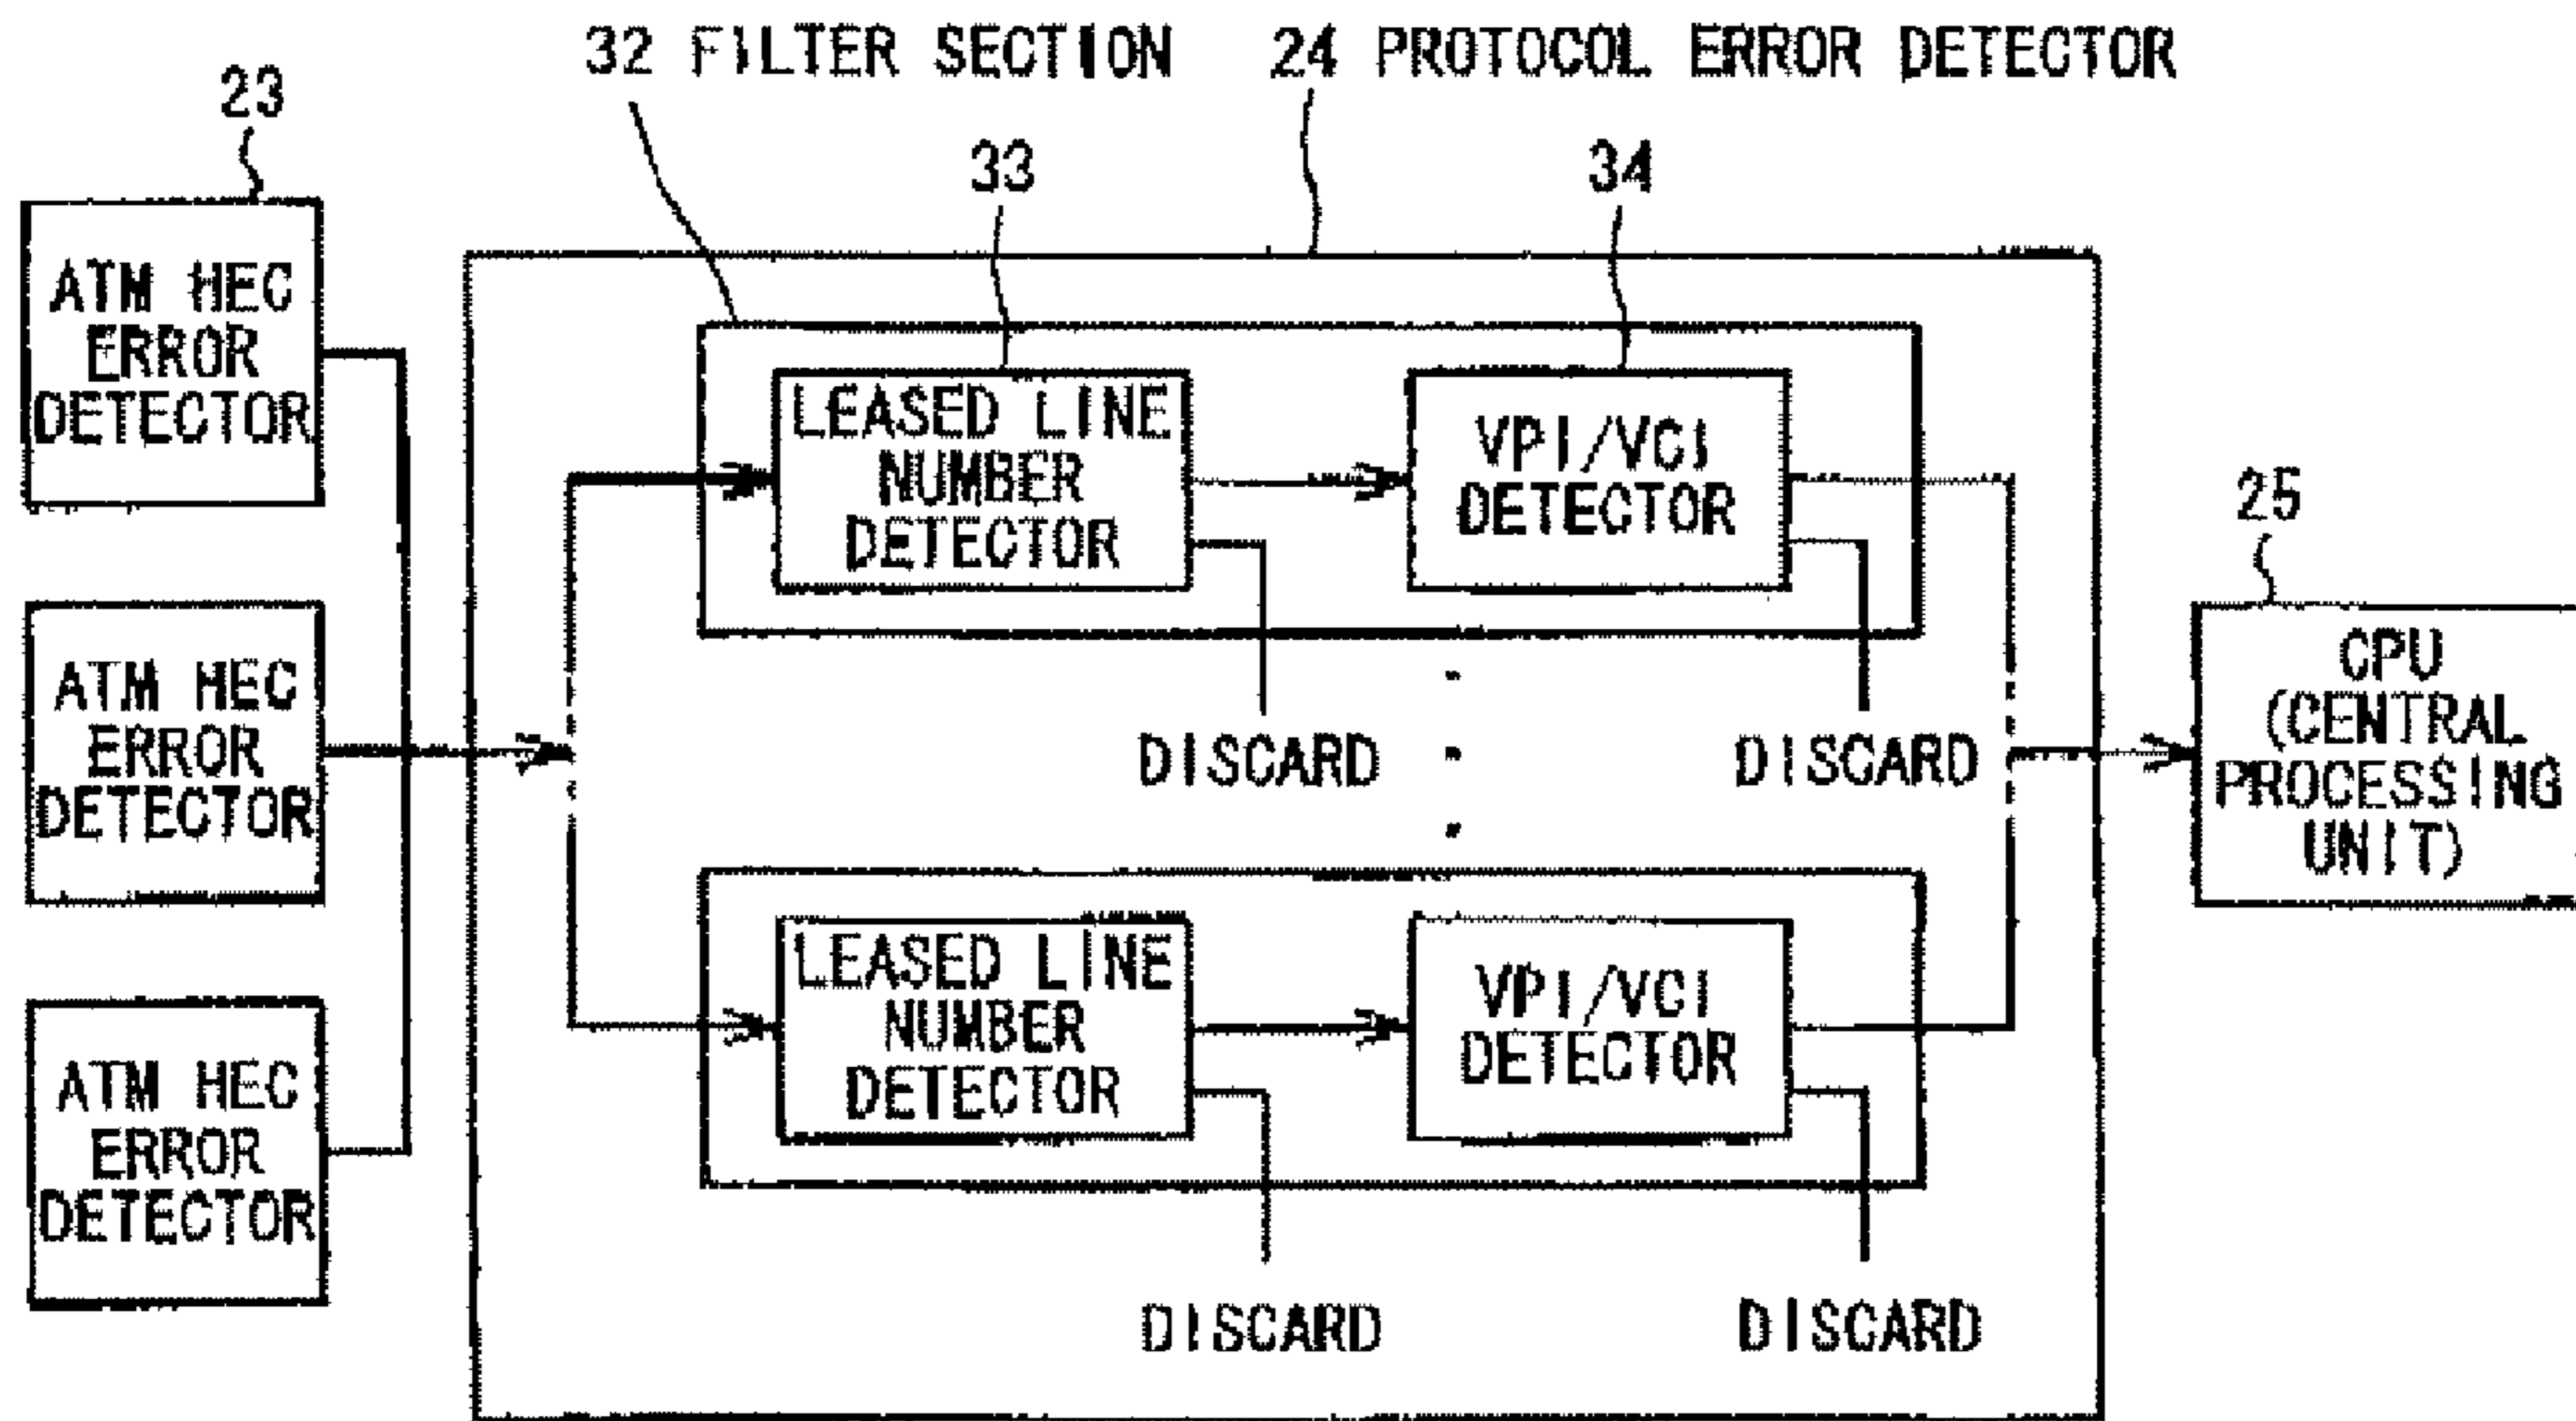 32 FILTER SECTION
24 PROTOCOL ERROR DETECTOR
23
33
34
ATM HEC
ERROR
DETECTOR
LEASED LINE
NUMBER
DETECTOR
VPI/VCI
DETECTOR
25
ATM HEC
ERROR
DETECTOR
DISCARD
DISCARD
CPU
(CENTRAL
PROCESSING
UNIT)
LEASED LINE
NUMBER
DETECTOR
VPI/VCI
DETECTOR
ATM HEC
ERROR
DETECTOR
DISCARD
DISCARD